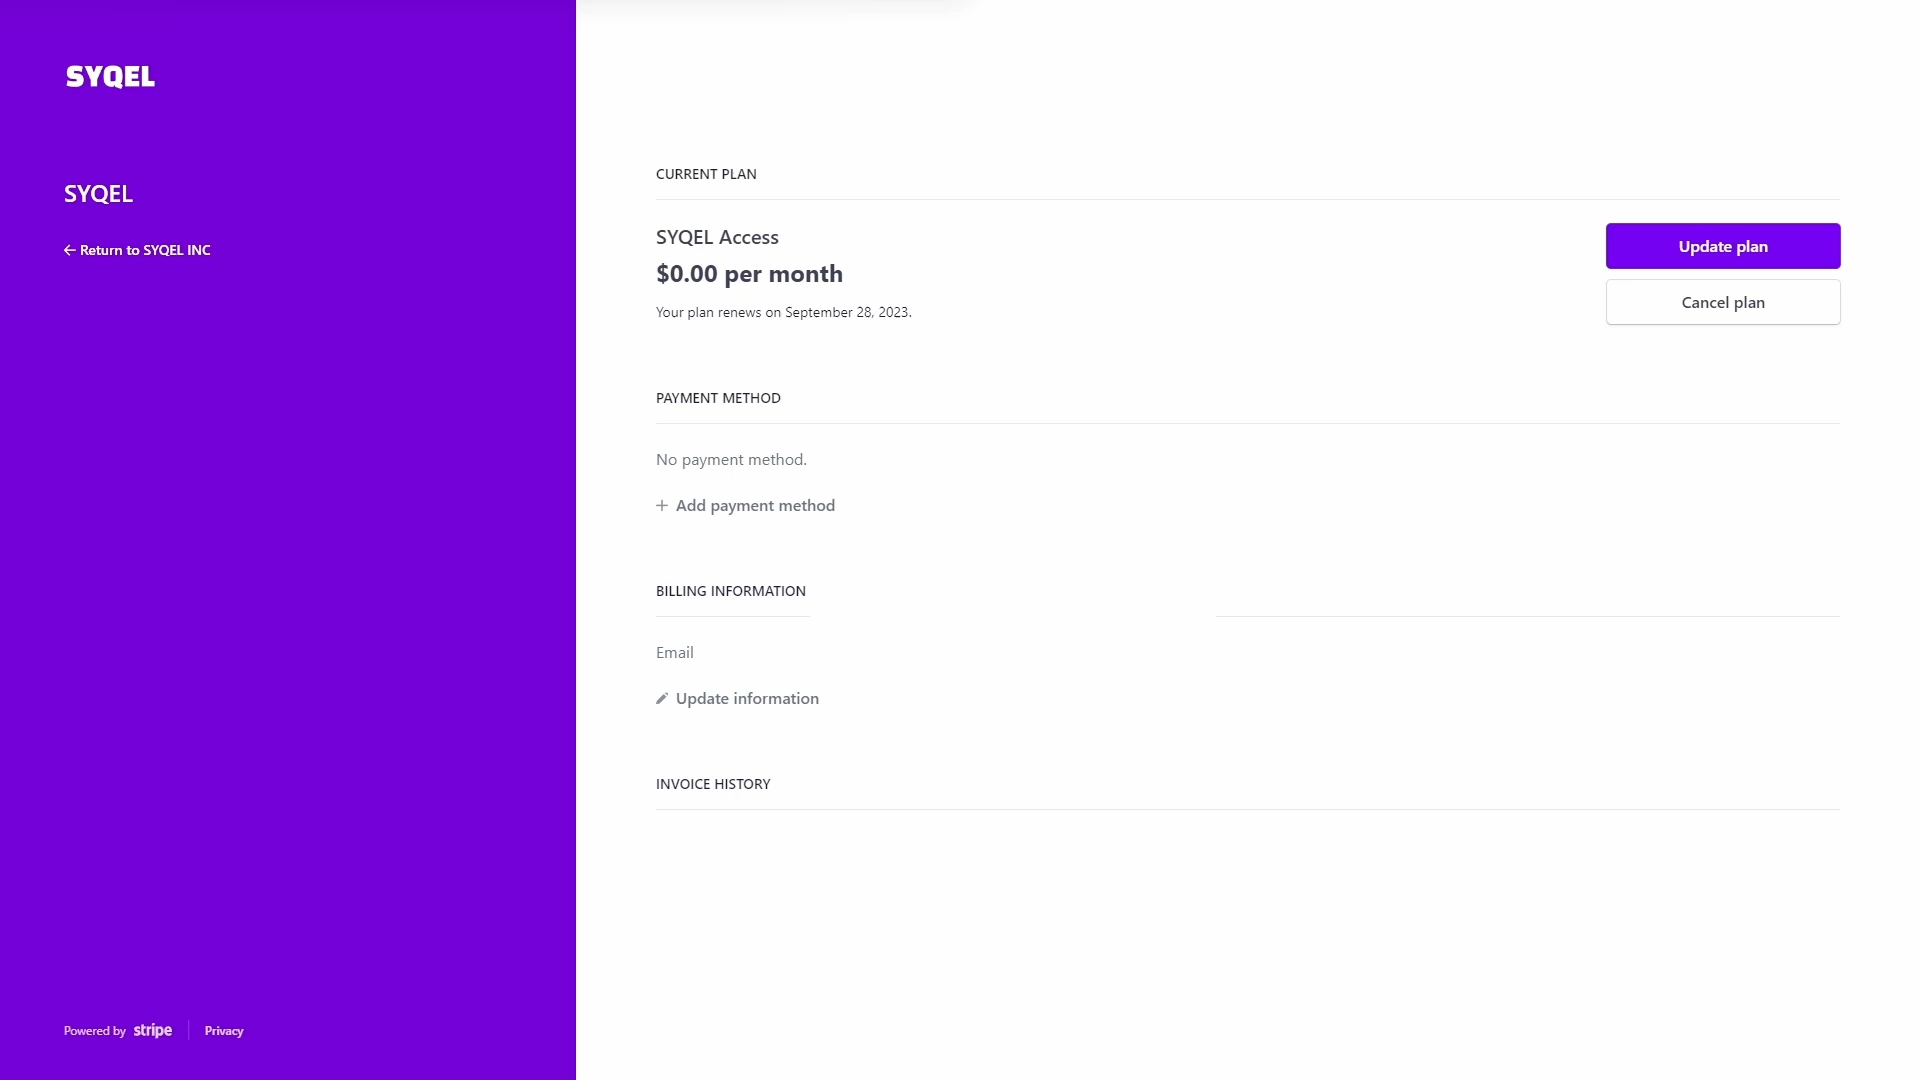 SYQEL
SYQEL
← Return to SYQEL INC
Powered by stripe
Privacy
CURRENT PLAN
SYQEL Access
$0.00 per month
Your plan renews on September 28, 2023.
Update plan
Cancel plan
PAYMENT METHOD
No payment method.
+ Add payment method
BILLING INFORMATION
Email
Update information
INVOICE HISTORY